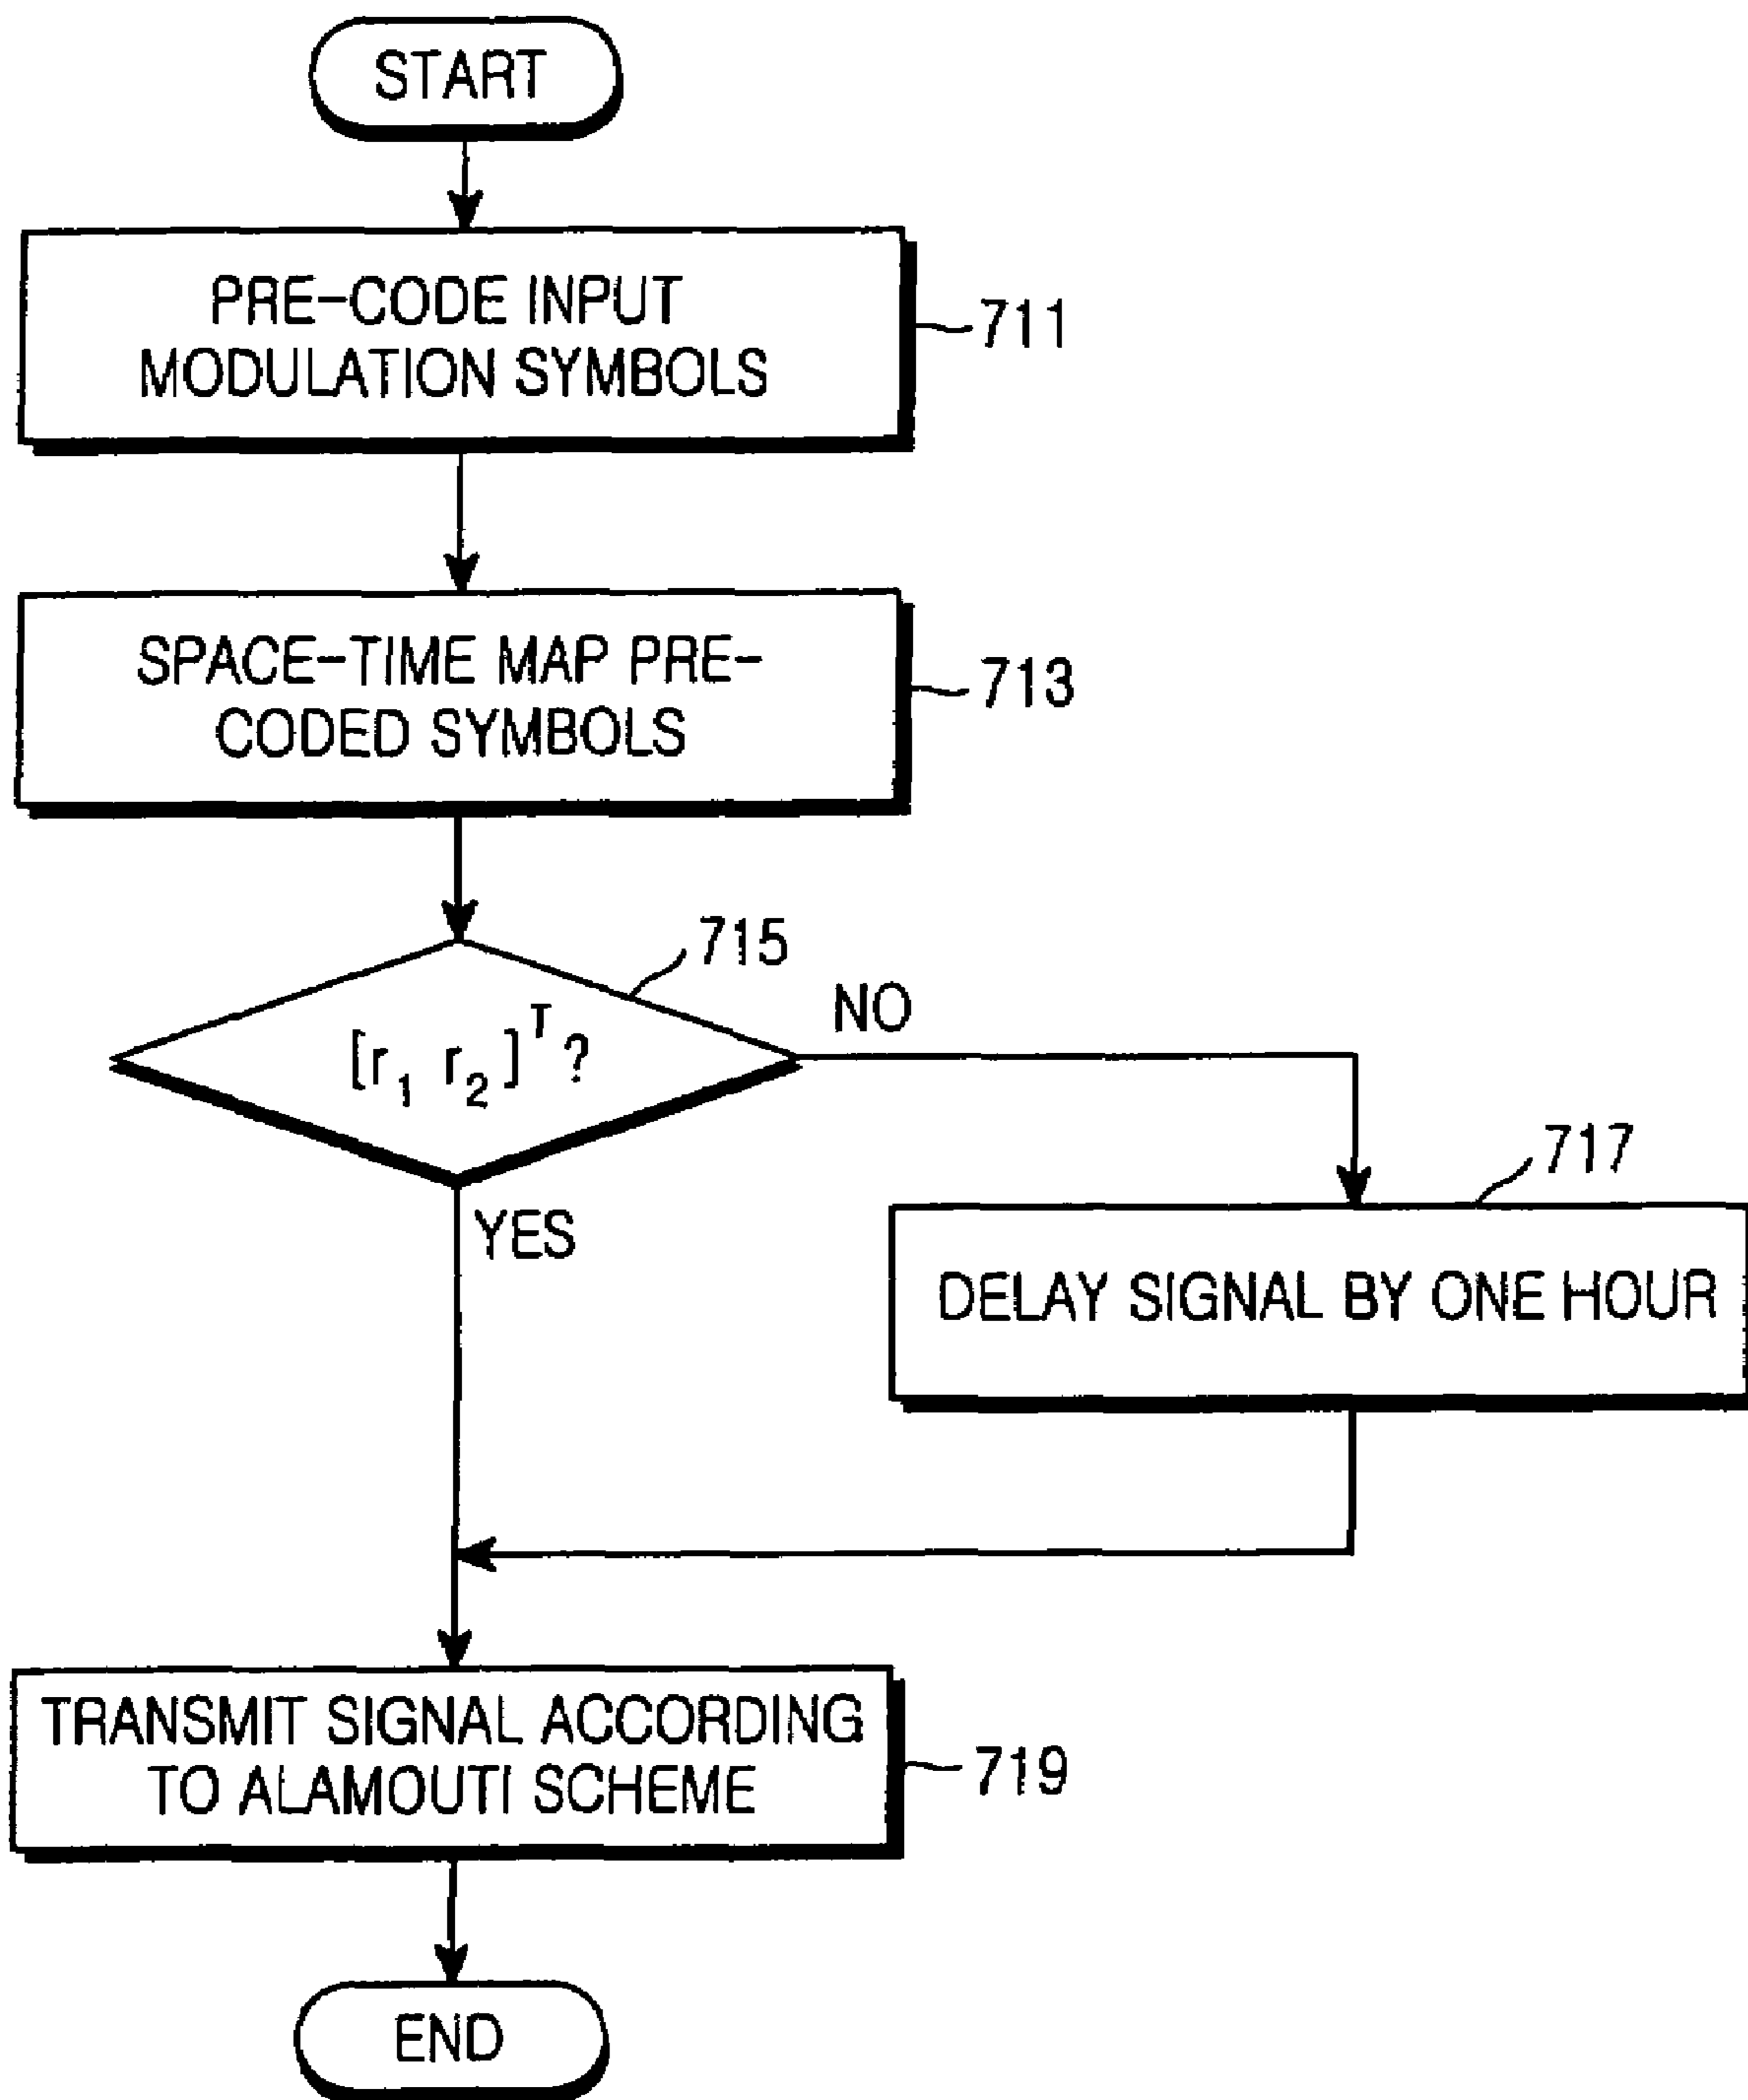 START
PRE-CODE INPUT
MODULATION SYMBOLS
711
SPACE-TIME MAP PRE-
CODED SYMBOLS
713
715
[r1 r2]T?
NO
YES
717
DELAY SIGNAL BY ONE HOUR
TRANSMIT SIGNAL ACCORDING
TO ALAMOUTI SCHEME
719
END